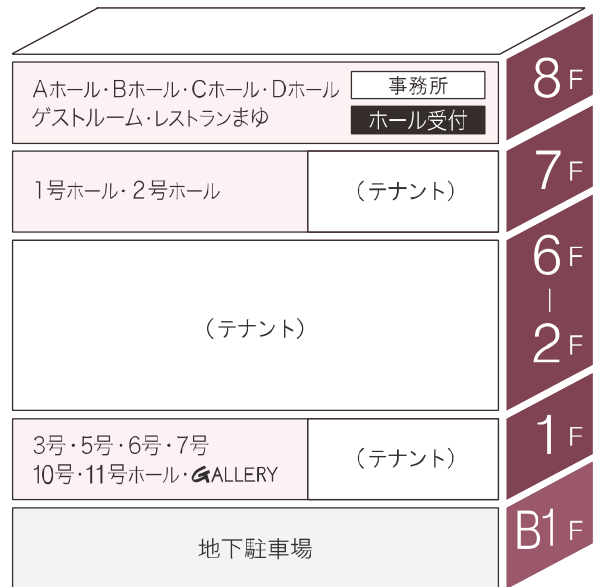 Aホール・Bホール・Cホール・Dホール
ゲストルーム・レストランまゆ
事務所
ホール受付
8F
1号ホール・2号ホール
(テナント)
7F
(テナント)
6F
|
2F
3号・5号・6号・7号
10号・11号ホール・GALLERY
(テナント)
1F
地下駐車場
B1F